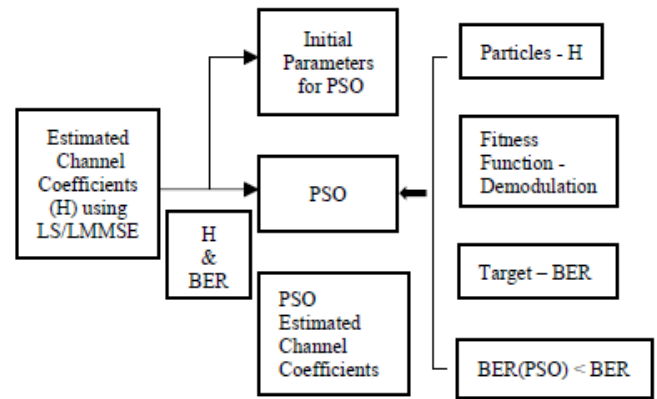 Initial
Parameters
for PSO
Estimated
Channel
Coefficients
(H) using
LS/LMMSE
PSO
H
&
BER
PSO
Estimated
Channel
Coefficients
Particles - H
Fitness
Function -
Demodulation
Target – BER
BER(PSO) < BER